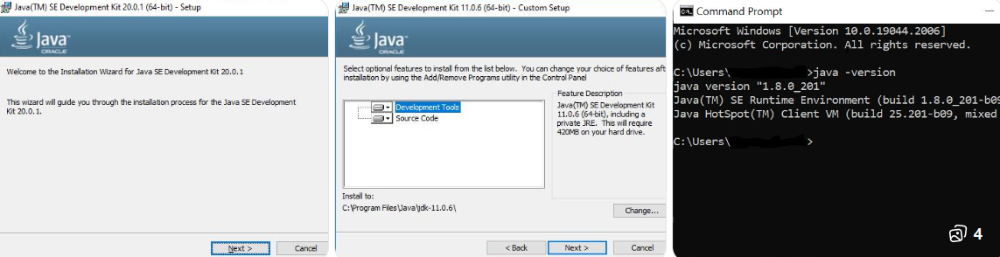 Java(TM) SE Development Kit 20.0.1 (64-bit) - Setup
Java
ORACLE
Welcome to the Installation Wizard for Java SE Development Kit 20.0.1
This wizard will guide you through the installation process for the Java SE Development
Kit 20.0.1.
Next >
Cancel
Java(TM) SE Development Kit 11.0.6 (64-bit) - Custom Setup
Java
ORACLE
Select optional features to install from the list below. You can change your choice of features aft
installation by using the Add/Remove Programs utility in the Control Panel
Development Tools
Source Code
Feature Description
Java(TM) SE Development Kit
11.0.6 (64-bit), including a
private JRE. This will require
420MB on your hard drive.
Install to:
C:\Program Files\Java\jdk-11.0.6\
Change...
< Back
Next >
Cancel
Command Prompt
Microsoft Windows [Version 10.0.19044.2006]
(c) Microsoft Corporation. All rights reserved.
C:\Users\ >java -version
java version "1.8.0_201"
Java(TM) SE Runtime Environment (build 1.8.0_201-b09
Java HotSpot(TM) Client VM (build 25.201-b09, mixed
C:\Users\ >
4